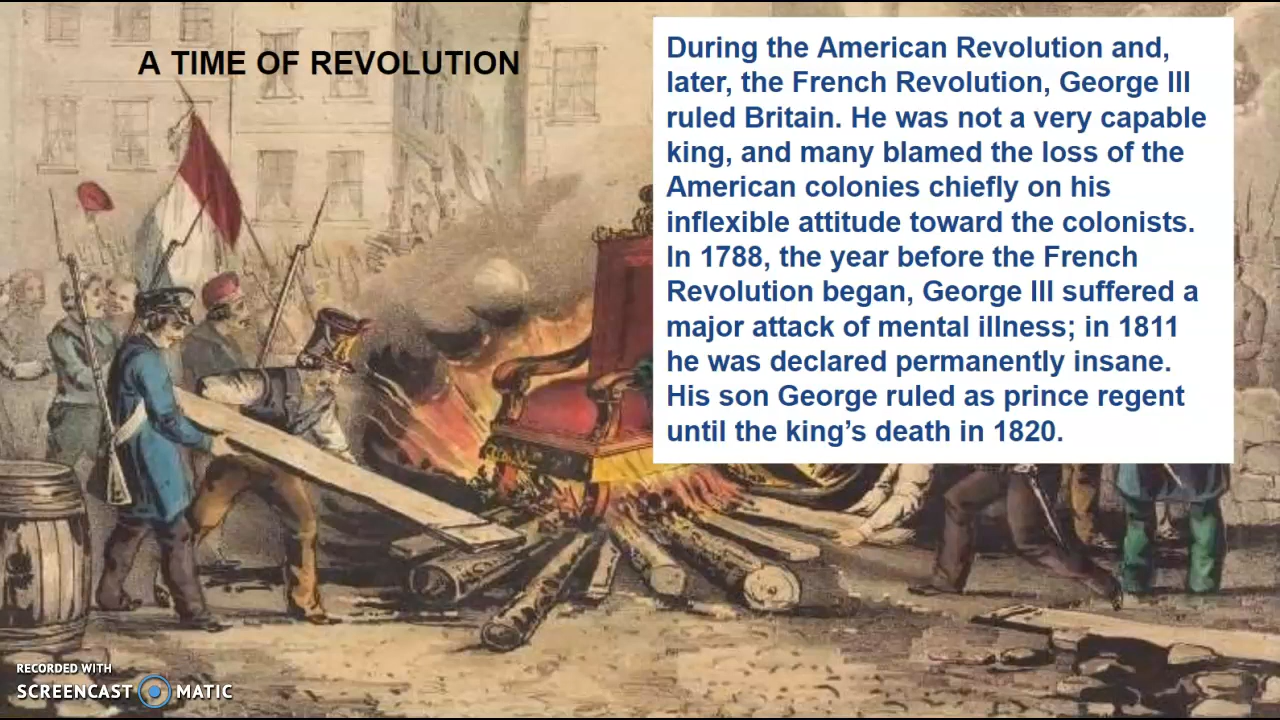 A TIME OF REVOLUTION
During the American Revolution and,
later, the French Revolution, George III
ruled Britain. He was not a very capable
king, and many blamed the loss of the
American colonies chiefly on his
inflexible attitude toward the colonists.
In 1788, the year before the French
Revolution began, George III suffered a
major attack of mental illness; in 1811
he was declared permanently insane.
His son George ruled as prince regent
until the king’s death in 1820.
RECORDED WITH
SCREENCAST MATIC